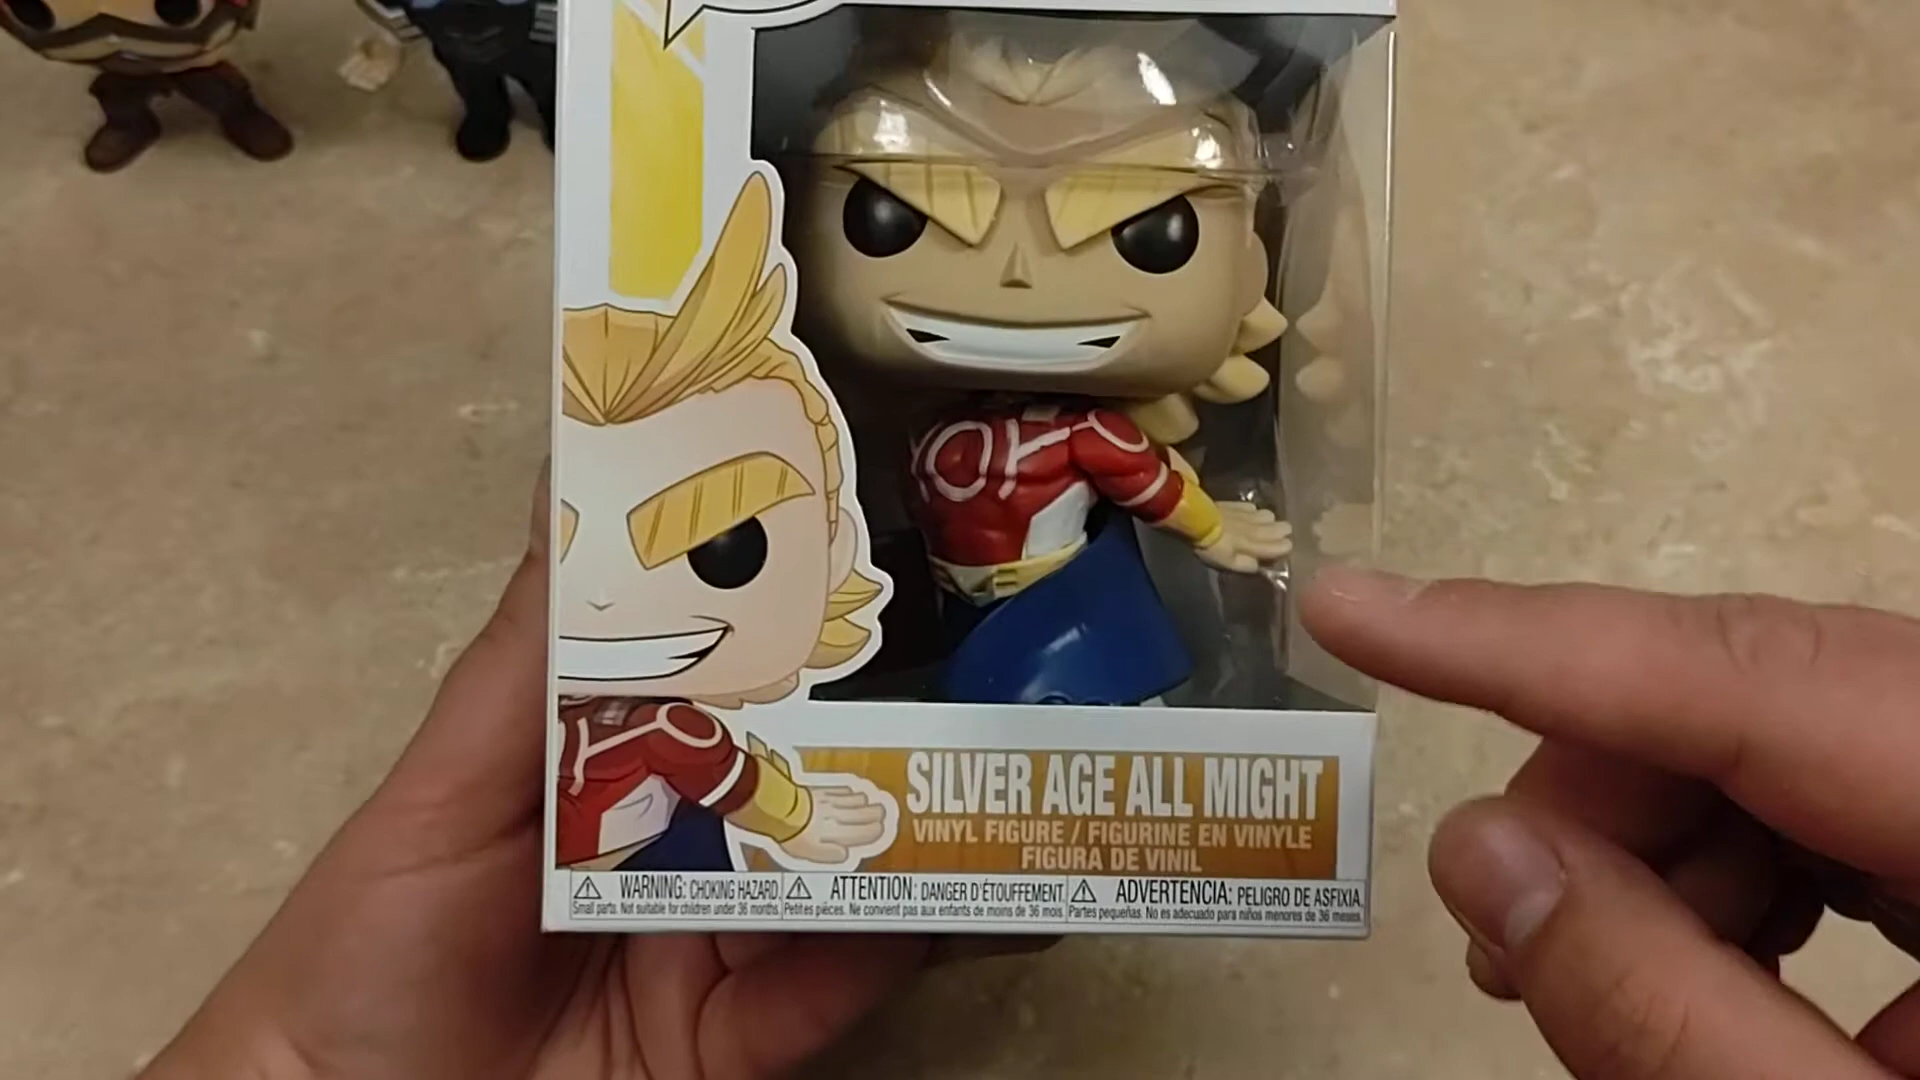 SILVER AGE ALL MIGHT
VINYL FIGURE / FIGURINE EN VINYLE
FIGURA DE VINIL
WARNING: CHOKING HAZARD.
Small parts. Not suitable for children under 36 months.
ATTENTION: DANGER D'ÉTOUFFEMENT.
Petites pièces. Ne convient pas aux enfants de moins de 36 mois.
ADVERTENCIA: PELIGRO DE ASFIXIA.
Partes pequeñas. No es adecuado para niños menores de 36 meses.